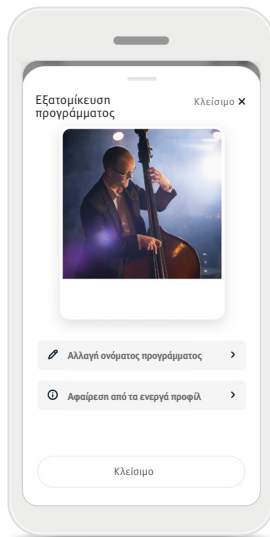 Εξατομίκευση
προγράμματος
Κλείσιμο ×
Αλλαγή ονόματος προγράμματος
Αφαίρεση από τα ενεργά προφίλ
Κλείσιμο